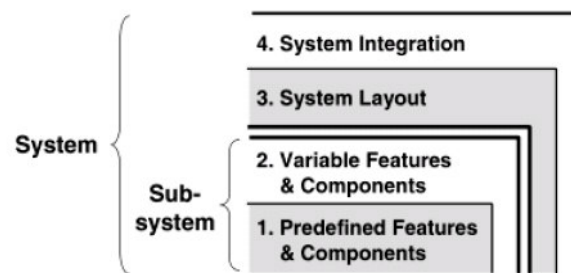 4. System Integration
3. System Layout
System
2. Variable Features
& Components
Sub-
system
1. Predefined Features
& Components